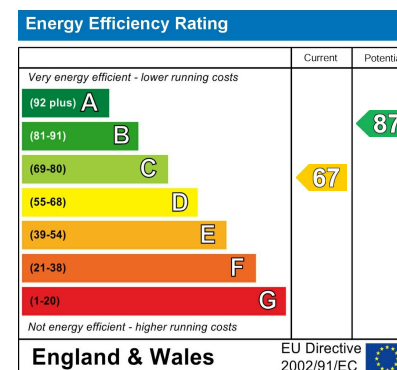 Energy Efficiency Rating
Current Potentia
Very energy efficient - lower running costs
(92 plus) A
(81-91) B
87
(69-80) C
67
(55-68) D
(39-54) E
(21-38) F
(1-20) G
Not energy efficient - higher running costs
England & Wales
EU Directive
2002/91/EC